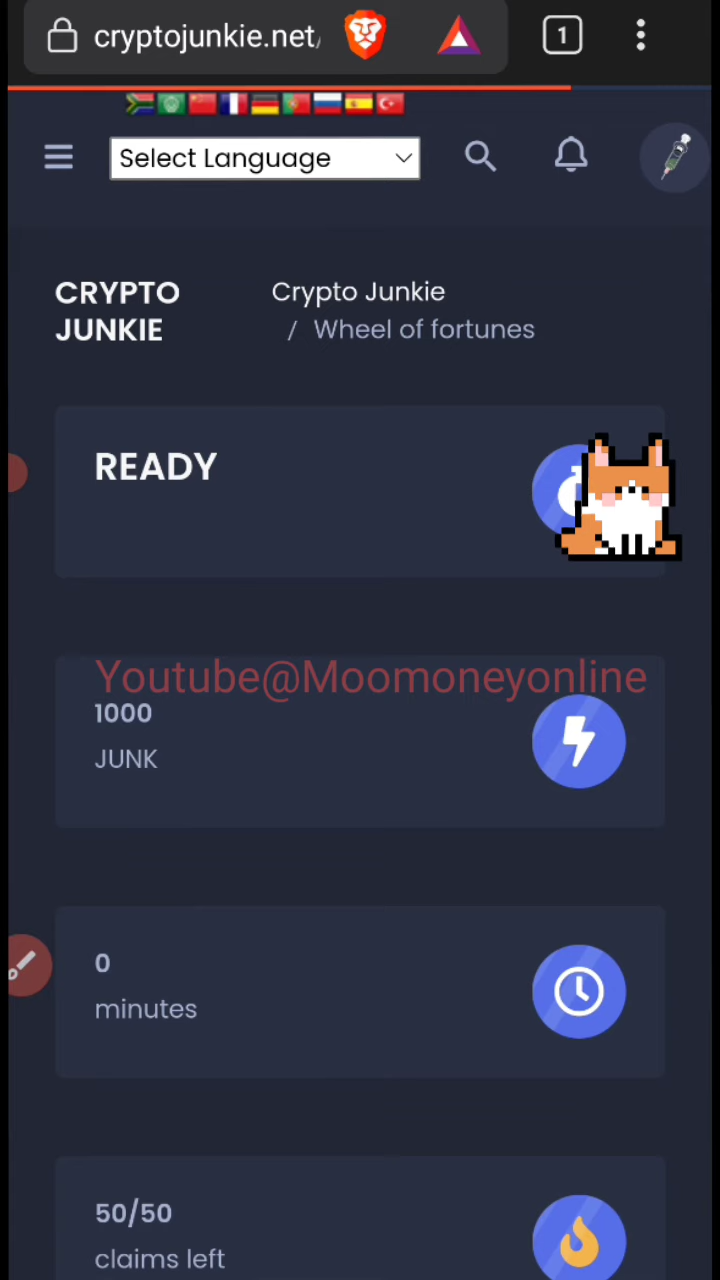 cryptojunkie.net/
1
Select Language
CRYPTO
JUNKIE
Crypto Junkie
/ Wheel of fortunes
READY
Youtube@Moomoneyonline
1000
JUNK
0
minutes
50/50
claims left